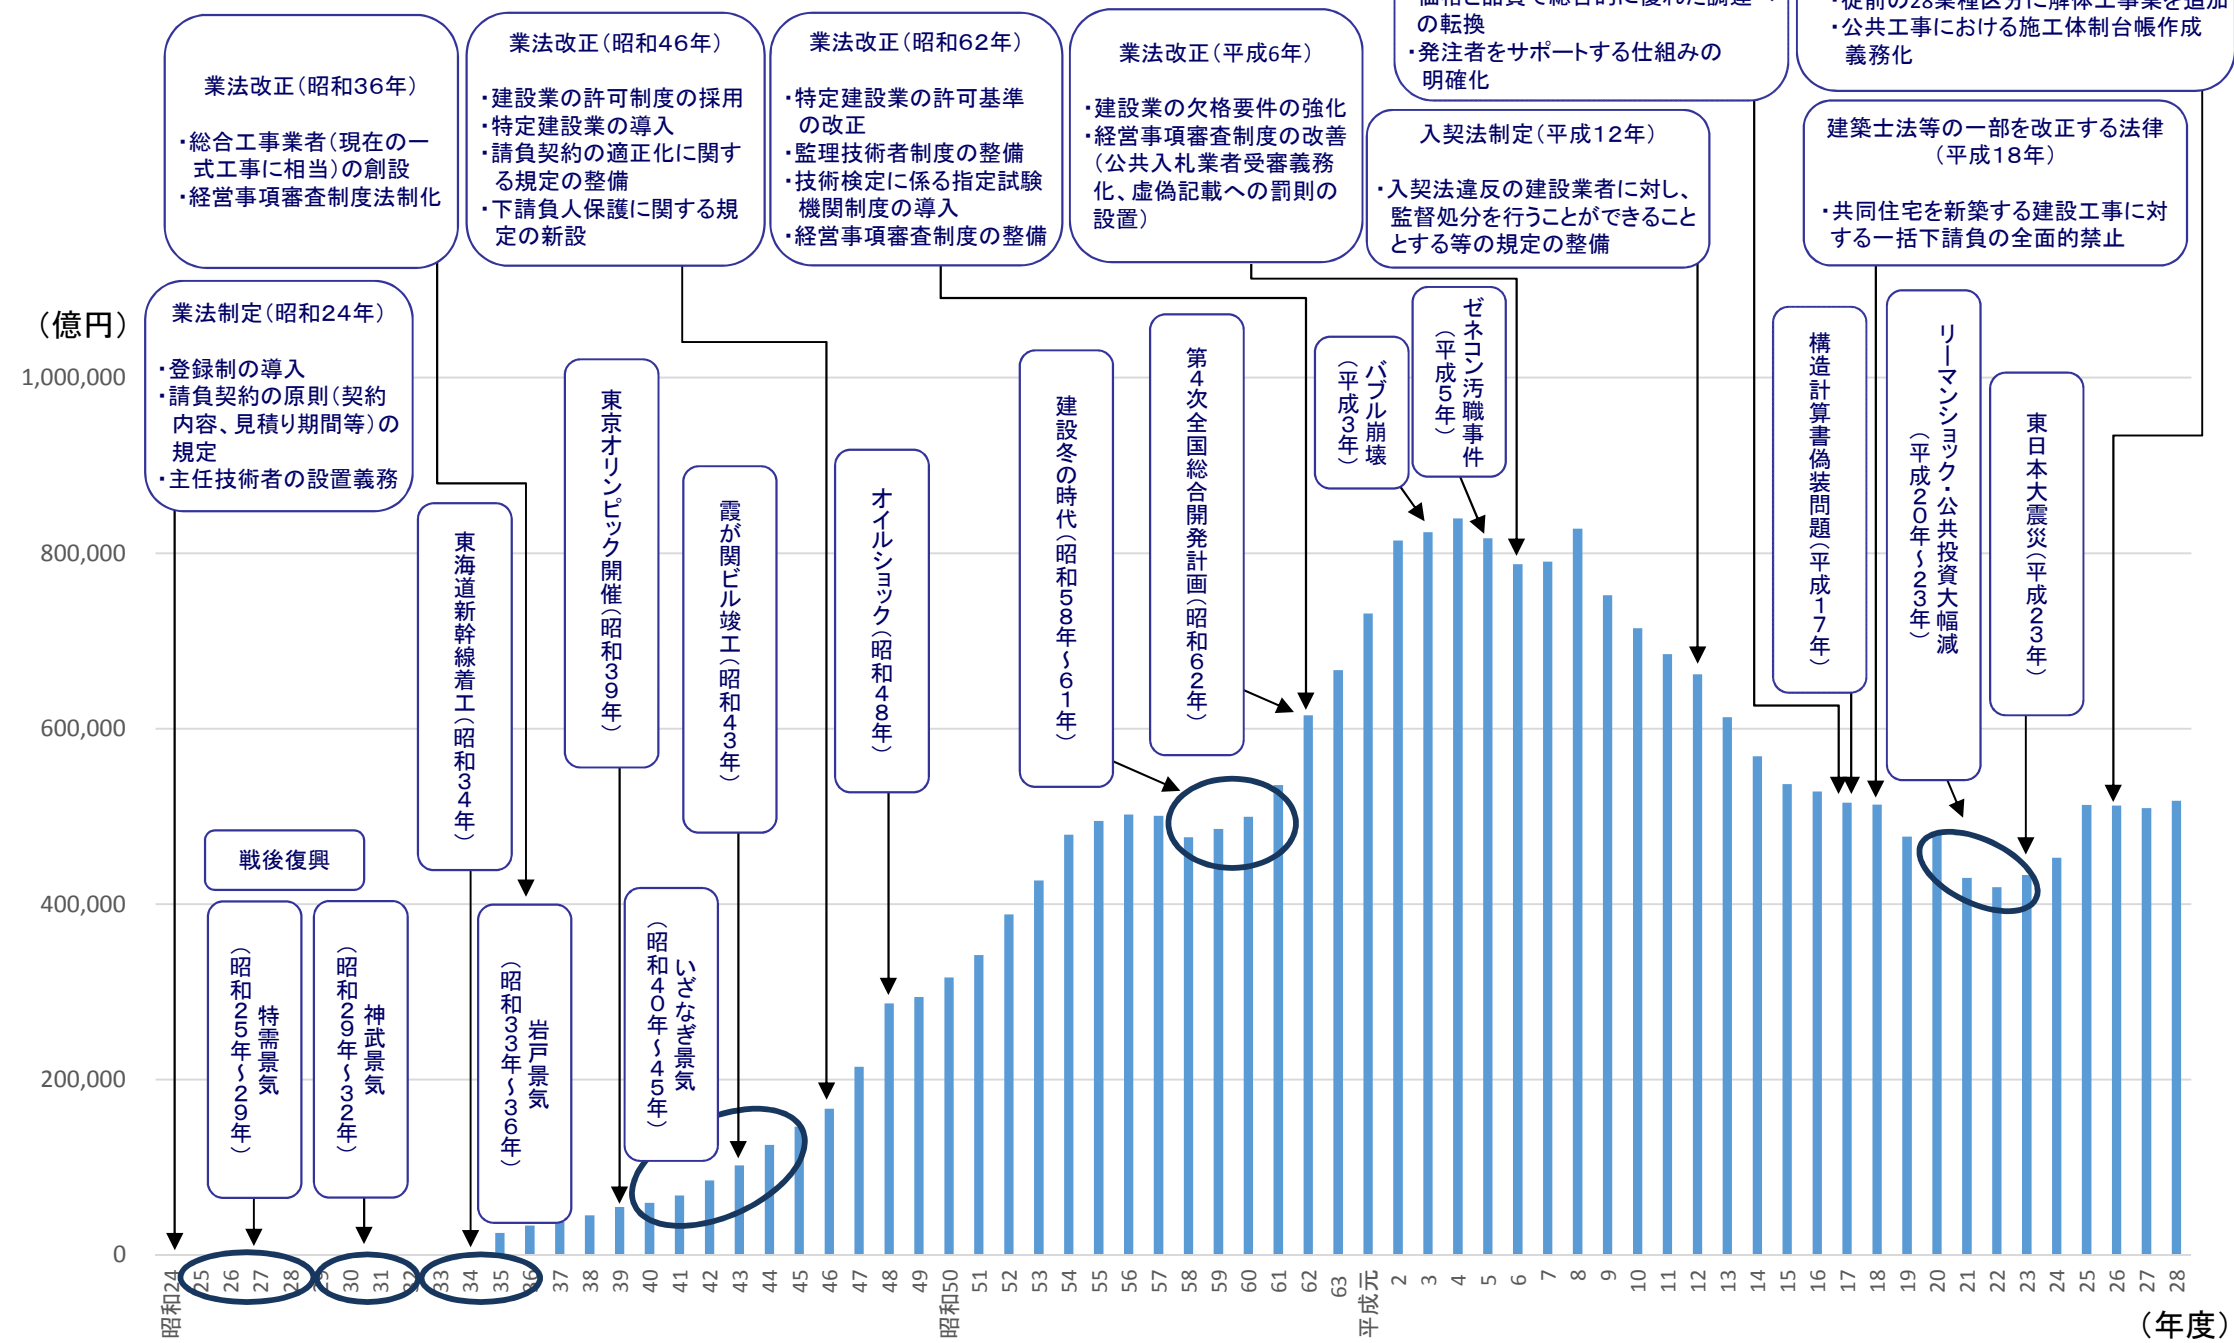 の転換
・発注者をサポートする仕組みの
明確化
・従前の28業種区分に解体工事業を追加
・公共工事における施工体制台帳作成
義務化
業法改正（昭和36年）
・総合工事業者（現在の一
式工事に相当）の創設
・経営事項審査制度法制化
業法改正（昭和46年）
・建設業の許可制度の採用
・特定建設業の導入
・請負契約の適正化に関す
る規定の整備
・下請負人保護に関する規
定の新設
業法改正（昭和62年）
・特定建設業の許可基準
の改正
・監理技術者制度の整備
・技術検定に係る指定試験
機関制度の導入
・経営事項審査制度の整備
業法改正（平成6年）
・建設業の欠格要件の強化
・経営事項審査制度の改善
（公共入札業者受審義務
化、虚偽記載への罰則の
設置）
入契法制定（平成12年）
・入契法違反の建設業者に対し、
監督処分を行うことができること
とする等の規定の整備
建築士法等の一部を改正する法律
（平成18年）
・共同住宅を新築する建設工事に対
する一括下請負の全面的禁止
業法制定（昭和24年）
・登録制の導入
・請負契約の原則（契約
内容、見積り期間等）の
規定
・主任技術者の設置義務
（億円）
1,000,000
800,000
600,000
400,000
200,000
0
戦後復興
特需景気
（昭和２５年～２９年）
神武景気
（昭和２９年～３２年）
東海道新幹線着工（昭和３４年）
岩戸景気
（昭和３３年～３６年）
東京オリンピック開催（昭和３９年）
いざなぎ景気
（昭和４０年～４５年）
霞が関ビル竣工（昭和４３年）
オイルショック（昭和４８年）
建設冬の時代（昭和５８年～６１年）
第４次全国総合開発計画（昭和６２年）
バブル崩壊
（平成３年）
ゼネコン汚職事件
（平成５年）
構造計算書偽装問題（平成１７年）
リーマンショック・公共投資大幅減
（平成２０年～２３年）
東日本大震災（平成２３年）
昭和24
25
26
27
28
29
30
31
32
33
34
35
36
37
38
39
40
41
42
43
44
45
46
47
48
49
昭和50
51
52
53
54
55
56
57
58
59
60
61
62
63
平成元
2
3
4
5
6
7
8
9
10
11
12
13
14
15
16
17
18
19
20
21
22
23
24
25
26
27
28
（年度）